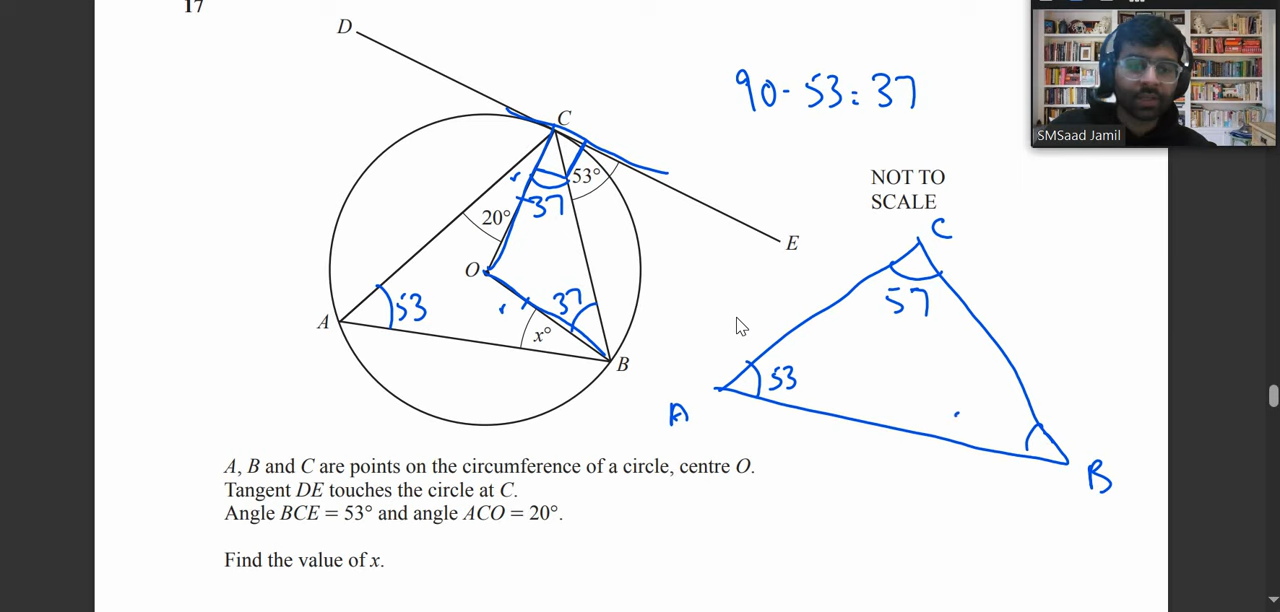 17
D
C
90 - 53 = 37
SMSaad Jamil
53°
NOT TO
SCALE
37
20°
E
C
O
57
53
37
A
x°
B
53
A
B
A, B and C are points on the circumference of a circle, centre O.
Tangent DE touches the circle at C.
Angle BCE = 53° and angle ACO = 20°.
Find the value of x.